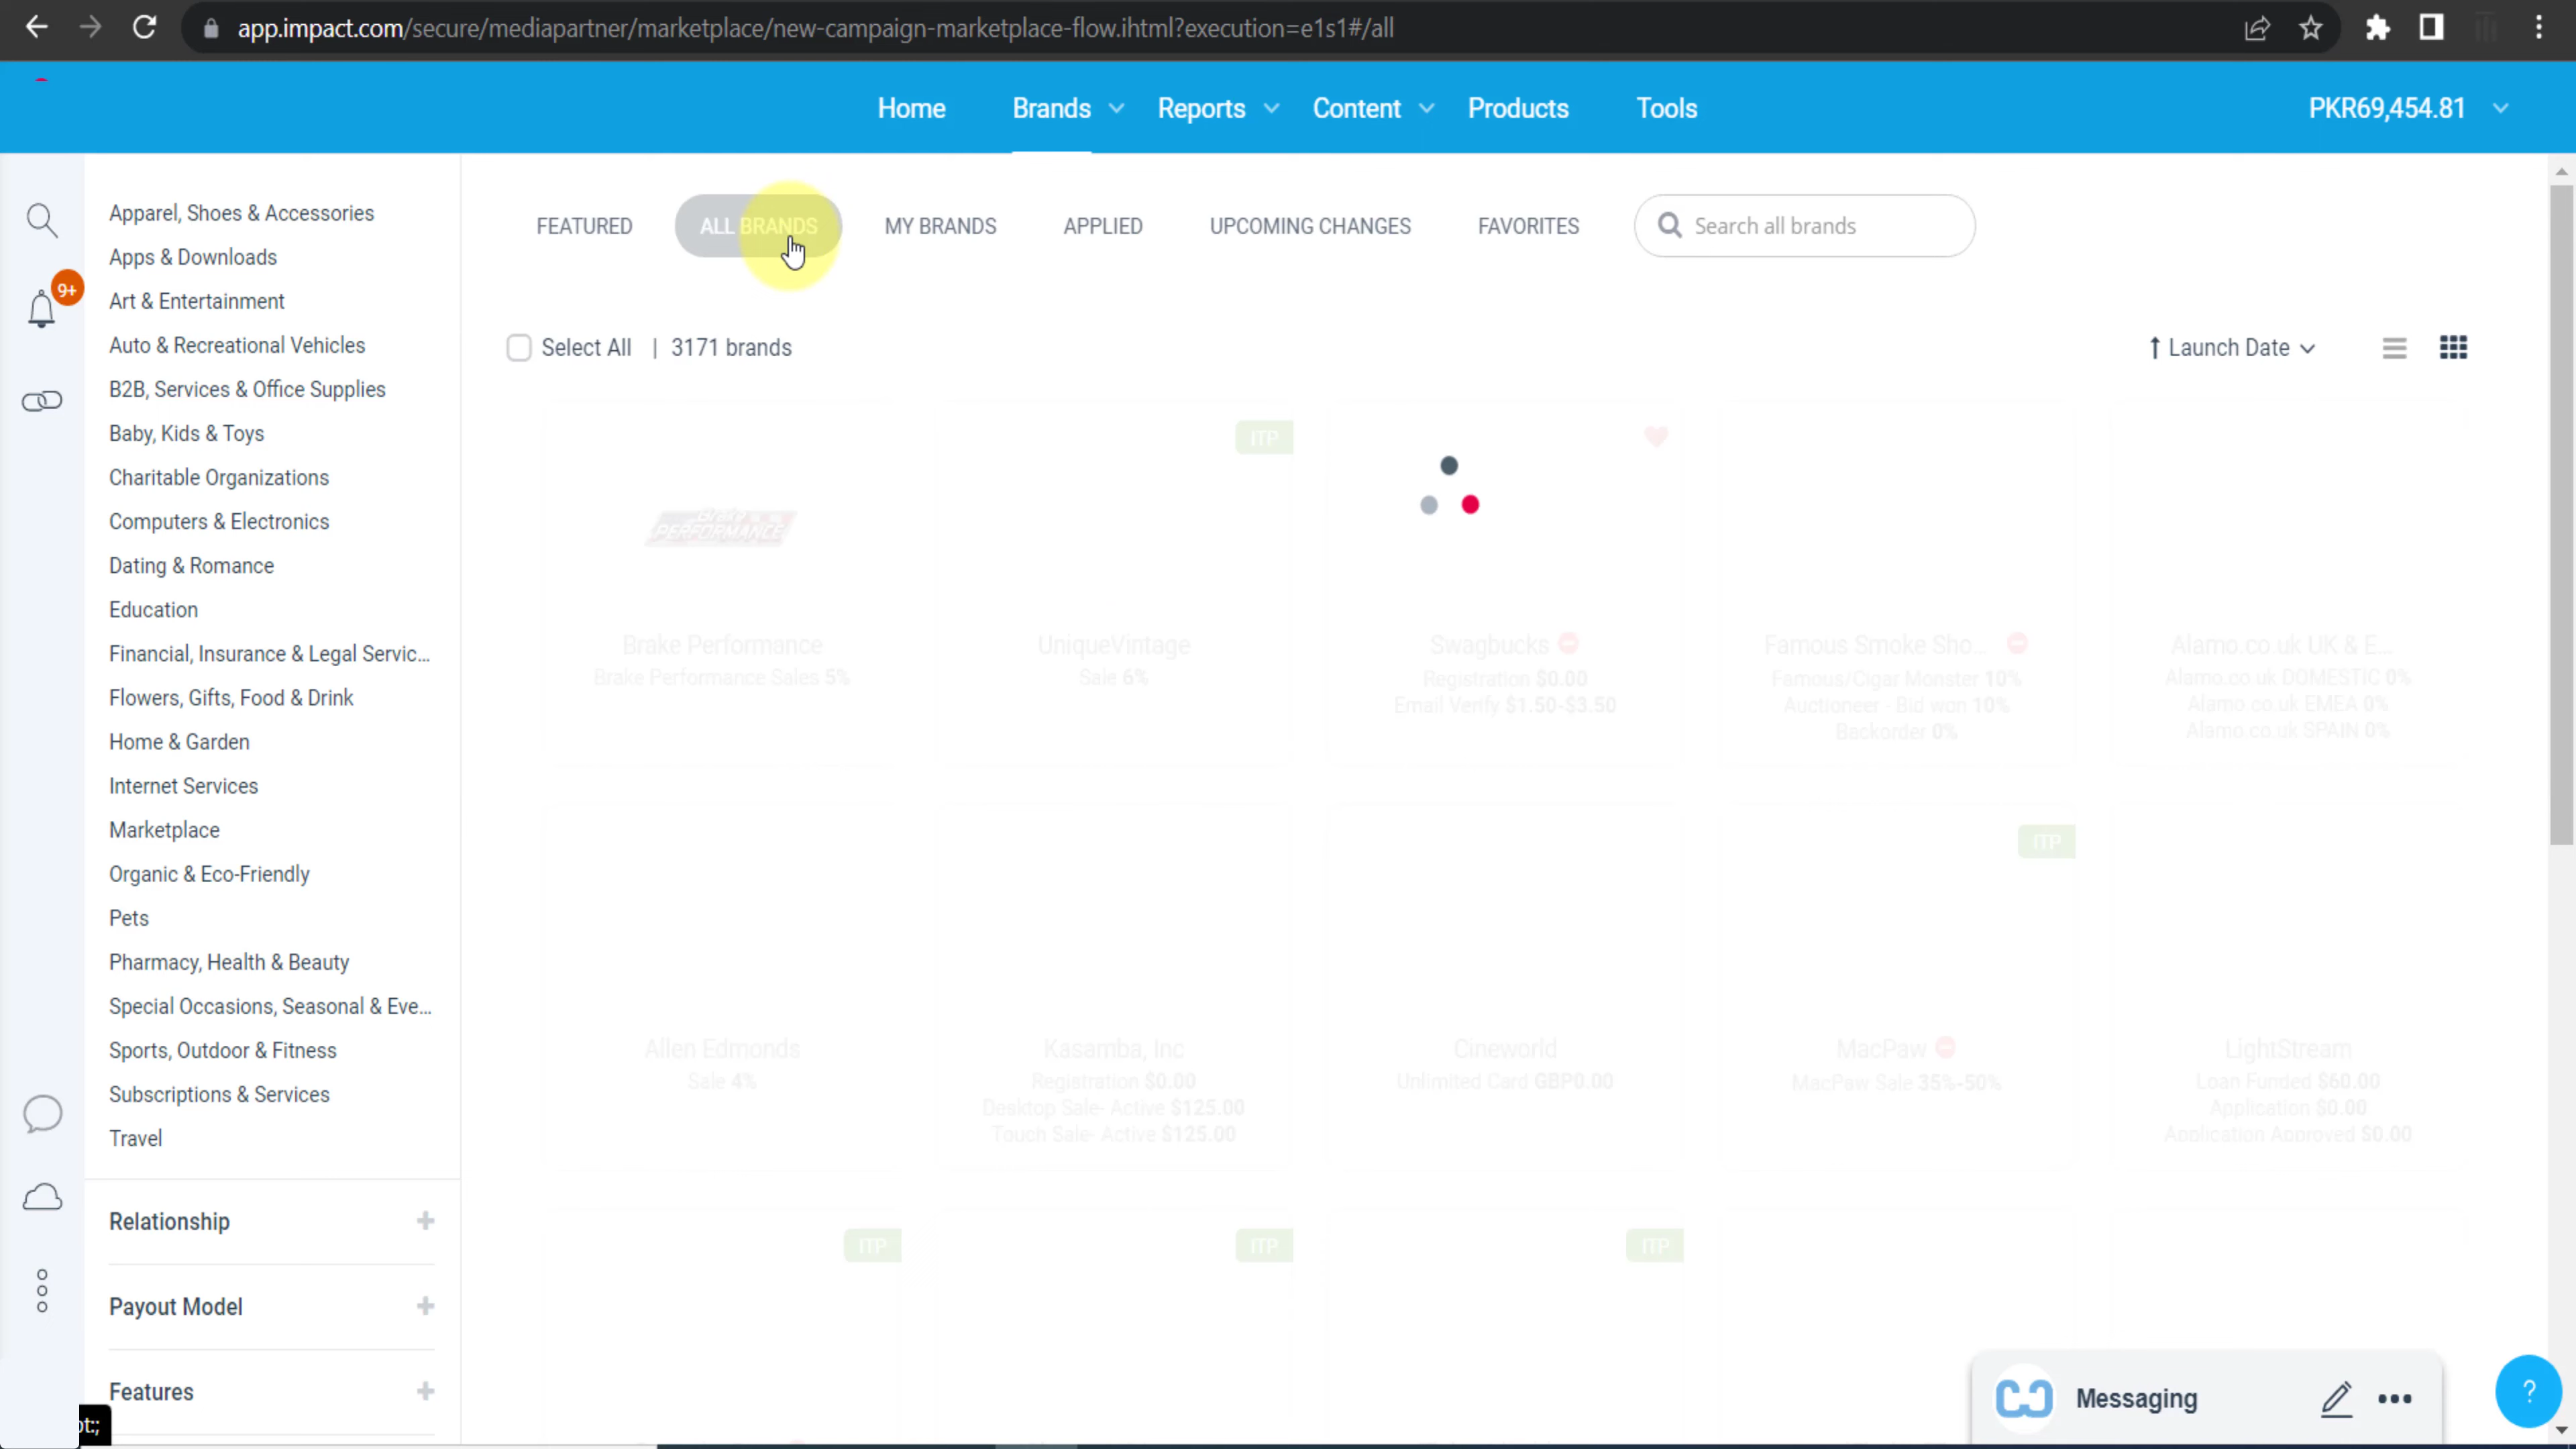 app.impact.com/secure/mediapartner/marketplace/new-campaign-marketplace-flow.ihtml?execution=e1s1#/all
Home
Brands
Reports
Content
Products
Tools
PKR69,454.81
9+
Apparel, Shoes & Accessories
Apps & Downloads
Art & Entertainment
Auto & Recreational Vehicles
B2B, Services & Office Supplies
Baby, Kids & Toys
Charitable Organizations
Computers & Electronics
Dating & Romance
Education
Financial, Insurance & Legal Servic...
Flowers, Gifts, Food & Drink
Home & Garden
Internet Services
Marketplace
Organic & Eco-Friendly
Pets
Pharmacy, Health & Beauty
Special Occasions, Seasonal & Eve...
Sports, Outdoor & Fitness
Subscriptions & Services
Travel
Relationship
Payout Model
Features
ot;;
FEATURED
ALL BRANDS
MY BRANDS
APPLIED
UPCOMING CHANGES
FAVORITES
Search all brands
Select All | 3171 brands
Launch Date
Brake
PERFORMANCE
Brake Performance
Brake Performance Sales 5%
ITP
UniqueVintage
Sale 6%
Swagbucks
Registration $0.00
Email Verify $1.50-$3.50
Famous Smoke Sho...
Famous/Cigar Monster 10%
Auctioneer - Bid won 10%
Backorder 0%
Alamo.co.uk UK & E...
Alamo.co.uk DOMESTIC 0%
Alamo.co.uk EMEA 0%
Alamo.co.uk SPAIN 0%
Allen Edmonds
Sale 4%
Kasamba, Inc
Registration $0.00
Desktop Sale- Active $125.00
Touch Sale- Active $125.00
Cineworld
Unlimited Card GBP0.00
ITP
MacPaw
MacPaw Sale 35%-50%
LightStream
Loan Funded $60.00
Application $0.00
Application Approved $0.00
ITP
ITP
ITP
Messaging
?